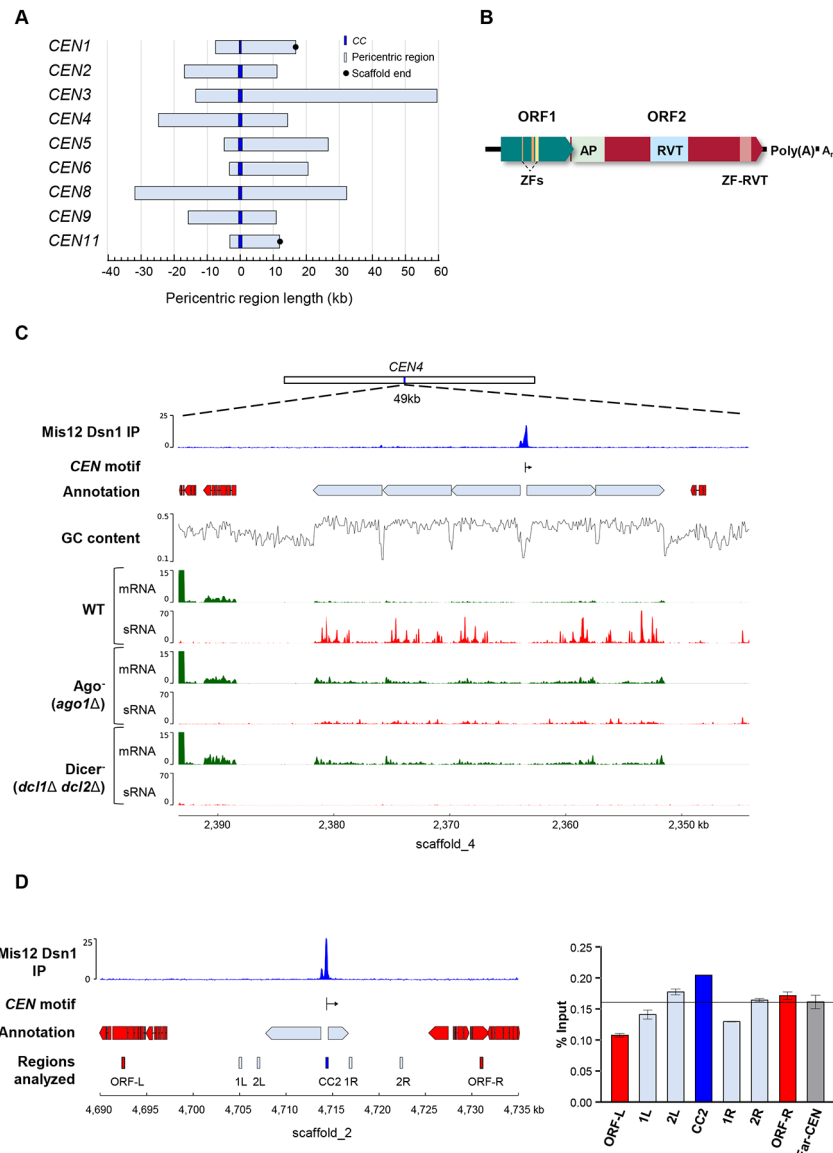 A
CEN1
CEN2
CEN3
CEN4
CEN5
CEN6
CEN8
CEN9
CEN11
CC
Pericentric region
Scaffold end
-40 -30 -20 -10 0 10 20 30 40 50 60
Pericentric region length (kb)
B
ORF1 ORF2
AP RVT Poly(A)
ZFs ZF-RVT
C
CEN4
49kb
25
Mis12 Dsn1 IP
0
CEN motif
Annotation
0.5
GC content
0.1
WT
15
mRNA
0
70
sRNA
0
Ago-
(ago1Δ)
15
mRNA
0
70
sRNA
0
Dicer-
(dcl1Δ dcl2Δ)
15
mRNA
0
70
sRNA
0
2,390 2,380 2,370 2,360 2,350 kb
scaffold_4
D
25
Dsn1
IP
0
CEN motif
Annotation
Regions
analyzed
ORF-L 1L 2L CC2 1R 2R ORF-R
4,690 4,695 4,700 4,705 4,710 4,715 4,720 4,725 4,730 4,735 kb
scaffold_2
% Input
0.25
0.20
0.15
0.10
0.05
0.00
ORF-L 1L 2L CC2 1R 2R ORF-R